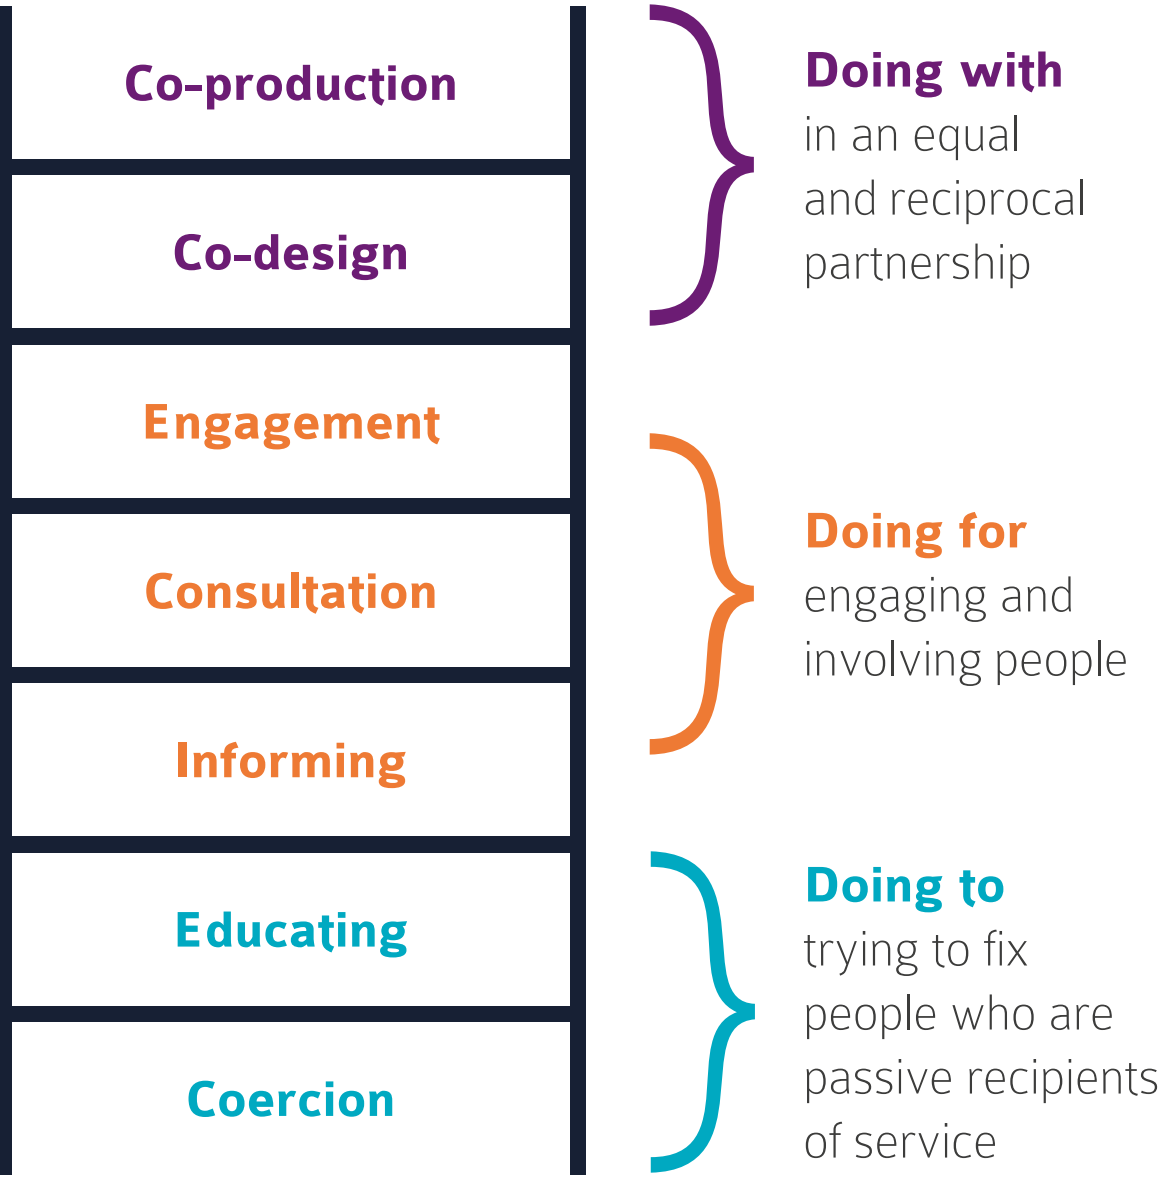 Co-production
Co-design
Engagement
Consultation
Informing
Educating
Coercion
Doing with
in an equal
and reciprocal
partnership
Doing for
engaging and
involving people
Doing to
trying to fix
people who are
passive recipients
of service